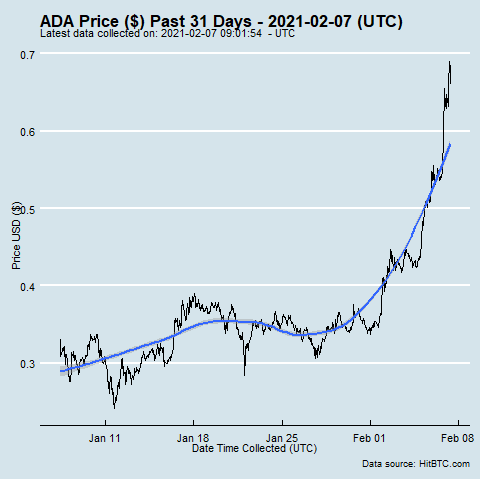 ADA Price ($) Past 31 Days - 2021-02-07 (UTC)
Latest data collected on: 2021-02-07 09:01:54 - UTC
0.7
0.6
0.5
0.4
0.3
Price USD ($)
Jan 11 Jan 18 Jan 25 Feb 01 Feb 08
Date Time Collected (UTC)
Data source: HitBTC.com